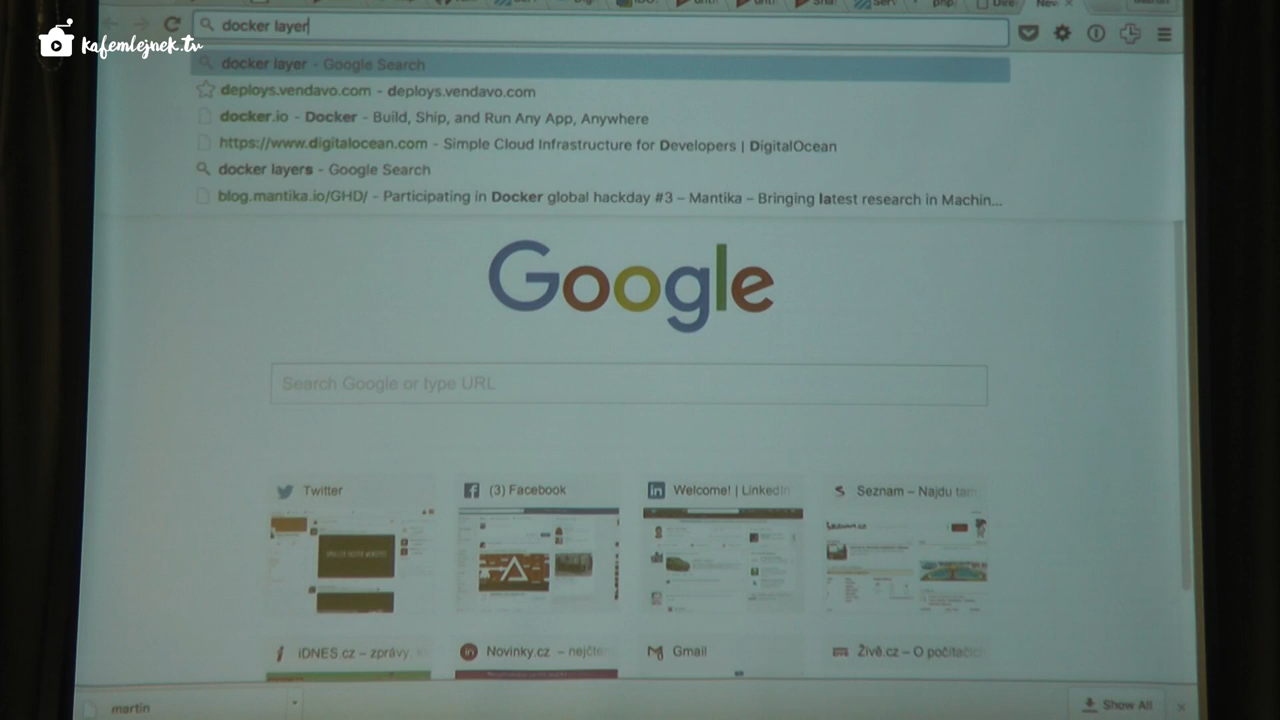 docker layer
kafemlejnek.tv
docker layer - Google Search
deploys.vendavo.com - deploys.vendavo.com
docker.io - Docker - Build, Ship, and Run Any App, Anywhere
https://www.digitalocean.com - Simple Cloud Infrastructure for Developers | DigitalOcean
docker layers - Google Search
blog.mantika.io/GHD/ - Participating in Docker global hackday #3 – Mantika – Bringing latest research in Machin...
Google
Search Google or type URL
Twitter (3) Facebook Welcome! | LinkedIn Seznam – Najdu tam
iDNES.cz – zprávy, Novinky.cz – nejčte Gmail Živě.cz – O počítačíc
martin Show All